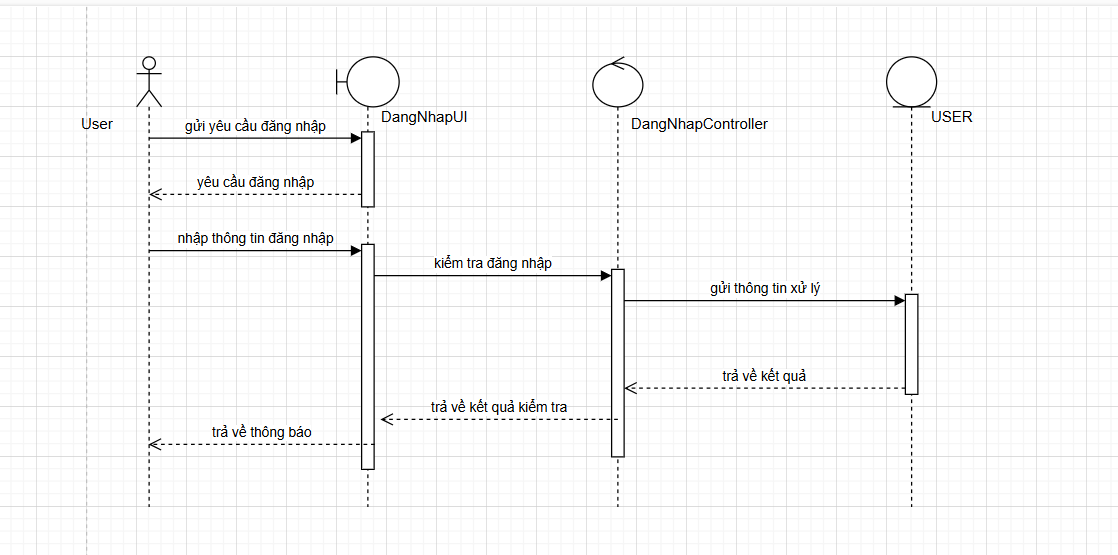 User
DangNhapUI
DangNhapController
USER
gửi yêu cầu đăng nhập
yêu cầu đăng nhập
nhập thông tin đăng nhập
kiểm tra đăng nhập
gửi thông tin xử lý
trả về kết quả
trả về kết quả kiểm tra
trả về thông báo